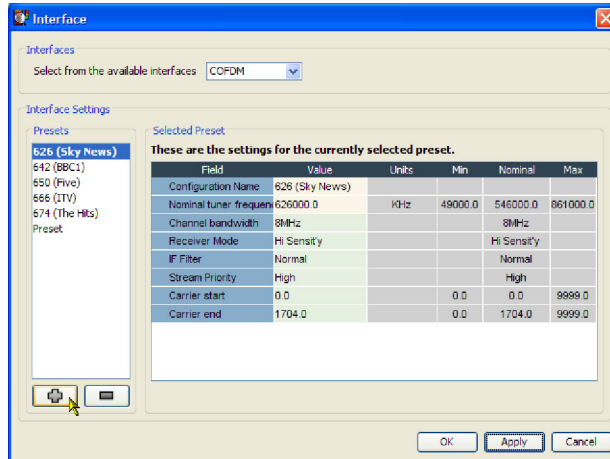 Interface
Interfaces
Select from the available interfaces COFDM
Interface Settings
Presets
626 (Sky News)
642 (BBC1)
650 (Five)
666 (ITV)
674 (The Hits)
Preset
Selected Preset
These are the settings for the currently selected preset.
Field Value Units Min Nominal Max
Configuration Name 626 (Sky News)
Nominal tuner frequen 626000.0 KHz 49000.0 546000.0 861000.0
Channel bandwidth 8MHz 8MHz
Receiver Mode Hi Sensit'y Hi Sensit'y
IF Filter Normal Normal
Stream Priority High High
Carrier start 0.0 0.0 0.0 9999.0
Carrier end 1704.0 0.0 1704.0 9999.0
OK Apply Cancel